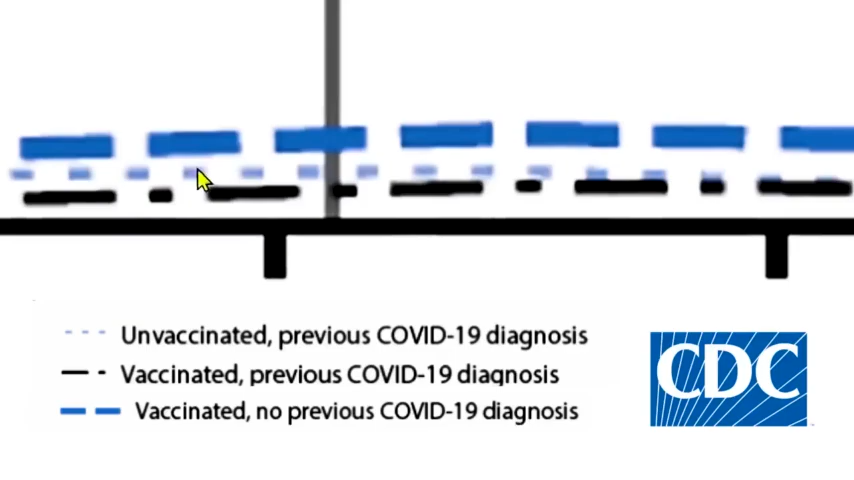 Unvaccinated, previous COVID-19 diagnosis
Vaccinated, previous COVID-19 diagnosis
Vaccinated, no previous COVID-19 diagnosis
CDC